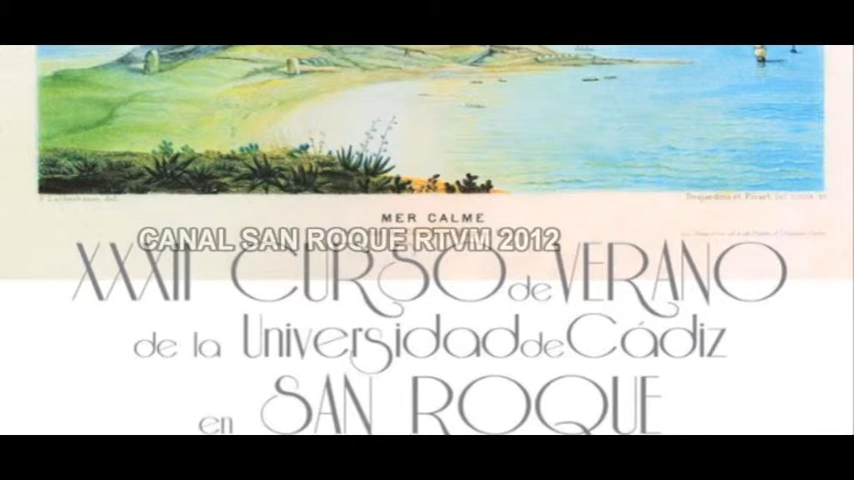 MER CALME
CANAL SAN ROQUE RTVM 2012
XXXII CURSO de VERANO
de la Universidad de Cádiz
en SAN ROQUE